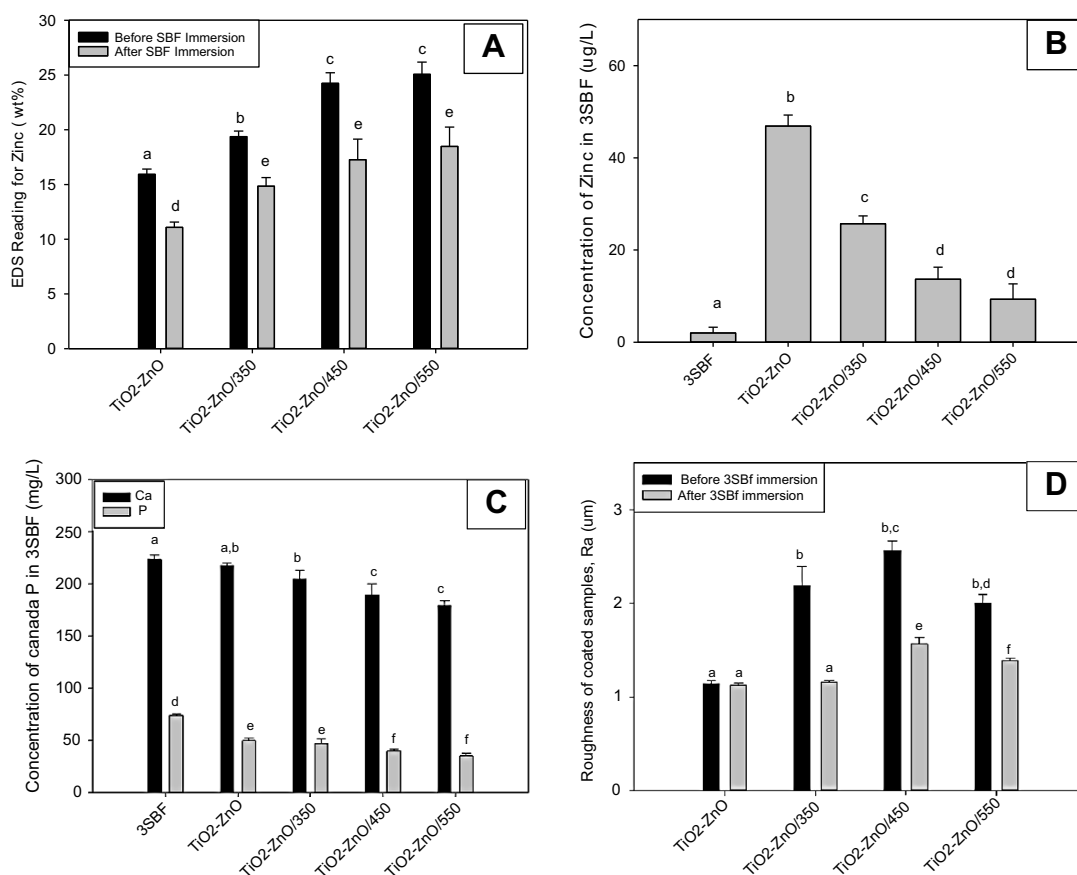 A
Before SBF Immersion
After SBF Immersion
EDS Reading for Zinc ( wt%)
30
25
20
15
10
5
0
a
d
b
e
c
e
c
e
TiO2-ZnO
TiO2-ZnO/350
TiO2-ZnO/450
TiO2-ZnO/550
B
Concentration of Zinc in 3SBF (ug/L)
60
40
20
0
a
b
c
d
d
3SBF
TiO2-ZnO
TiO2-ZnO/350
TiO2-ZnO/450
TiO2-ZnO/550
C
Ca
P
Concentration of canada P in 3SBF (mg/L)
300
250
200
150
100
50
0
a
d
a,b
e
b
e
c
f
c
f
3SBF
TiO2-ZnO
TiO2-ZnO/350
TiO2-ZnO/450
TiO2-ZnO/550
D
Before 3SBf immersion
After 3SBf immersion
Roughness of coated samples, Ra (um)
3
2
1
0
a
a
b
a
b,c
e
b,d
f
TiO2-ZnO
TiO2-ZnO/350
TiO2-ZnO/450
TiO2-ZnO/550